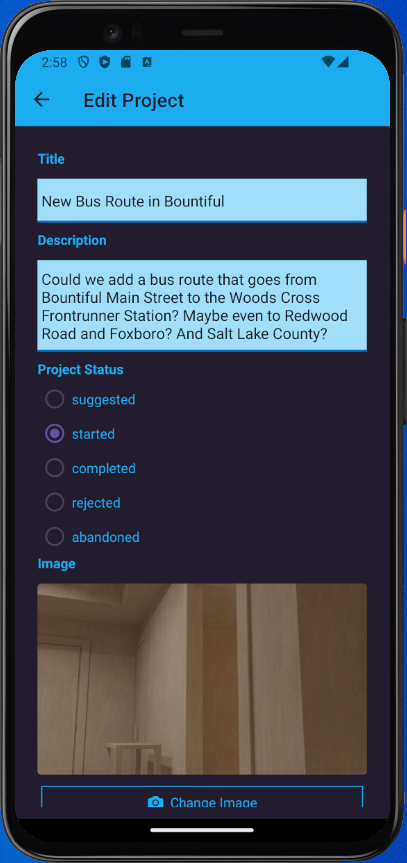 2:58
Edit Project
Title
New Bus Route in Bountiful
Description
Could we add a bus route that goes from
Bountiful Main Street to the Woods Cross
Frontrunner Station? Maybe even to Redwood
Road and Foxboro? And Salt Lake County?
Project Status
suggested
started
completed
rejected
abandoned
Image
Change Image